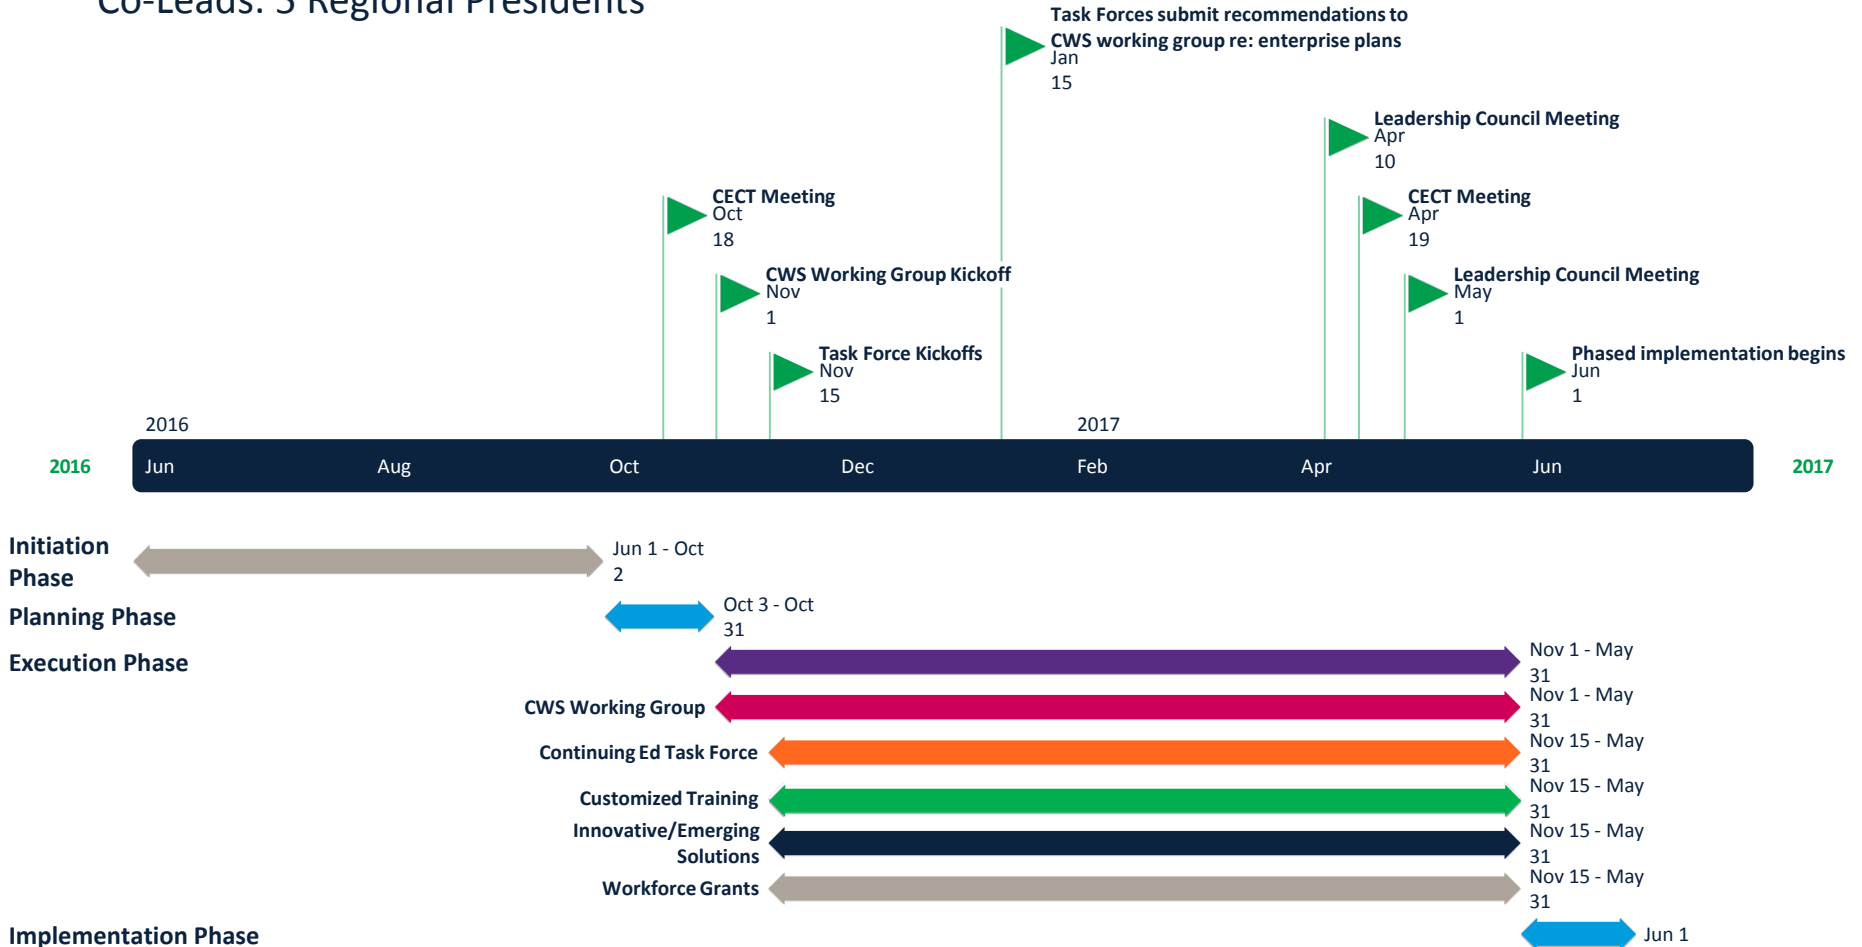 Co-Leads: 3 Regional Presidents
Task Forces submit recommendations to
CWS working group re: enterprise plans
Jan
15
Leadership Council Meeting
Apr
10
CECT Meeting
Oct
18
CECT Meeting
Apr
19
CWS Working Group Kickoff
Nov
1
Leadership Council Meeting
May
1
Task Force Kickoffs
Nov
15
Phased implementation begins
Jun
1
2016
2017
2016
Jun
Aug
Oct
Dec
Feb
Apr
Jun
2017
Initiation
Phase
Jun 1 - Oct
2
Planning Phase
Oct 3 - Oct
31
Execution Phase
Nov 1 - May
31
CWS Working Group
Nov 1 - May
31
Continuing Ed Task Force
Nov 15 - May
31
Customized Training
Nov 15 - May
31
Innovative/Emerging
Solutions
Nov 15 - May
31
Workforce Grants
Nov 15 - May
31
Implementation Phase
Jun 1